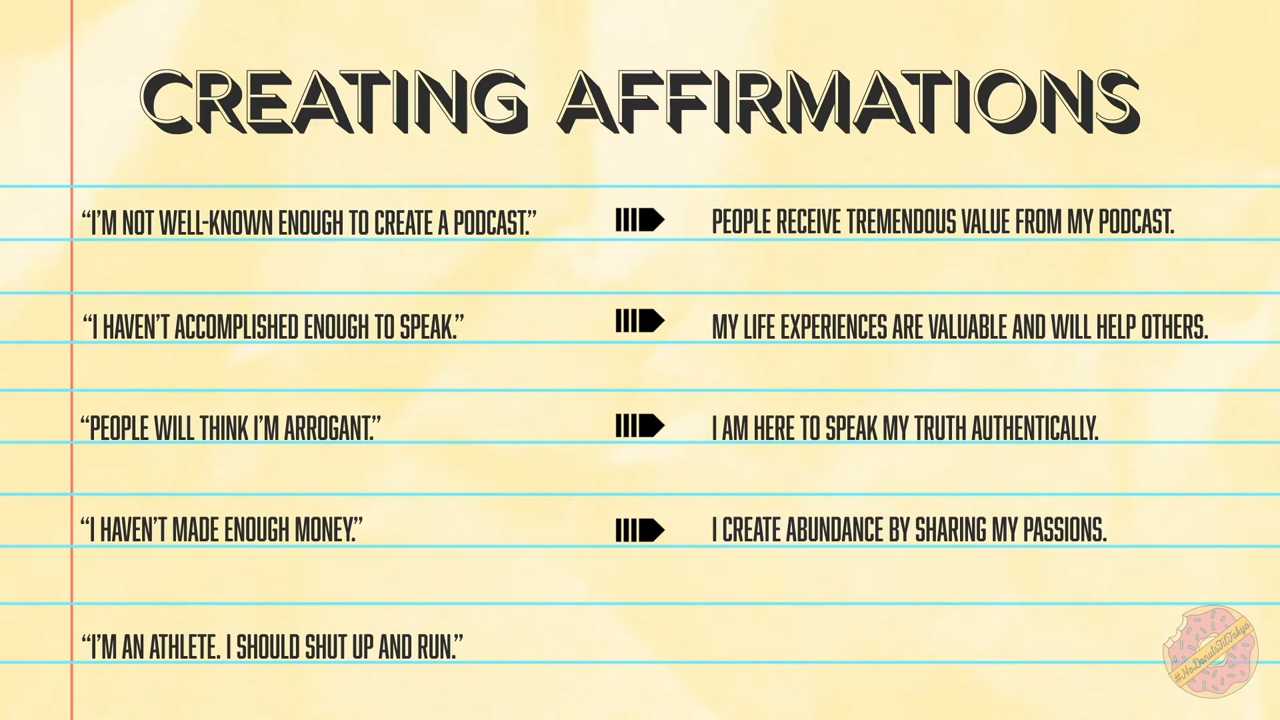 CREATING AFFIRMATIONS
“I’M NOT WELL-KNOWN ENOUGH TO CREATE A PODCAST.” PEOPLE RECEIVE TREMENDOUS VALUE FROM MY PODCAST.
“I HAVEN’T ACCOMPLISHED ENOUGH TO SPEAK.” MY LIFE EXPERIENCES ARE VALUABLE AND WILL HELP OTHERS.
“PEOPLE WILL THINK I’M ARROGANT.” I AM HERE TO SPEAK MY TRUTH AUTHENTICALLY.
“I HAVEN’T MADE ENOUGH MONEY.” I CREATE ABUNDANCE BY SHARING MY PASSIONS.
“I’M AN ATHLETE. I SHOULD SHUT UP AND RUN.”
#NoDonutsTilTokyo